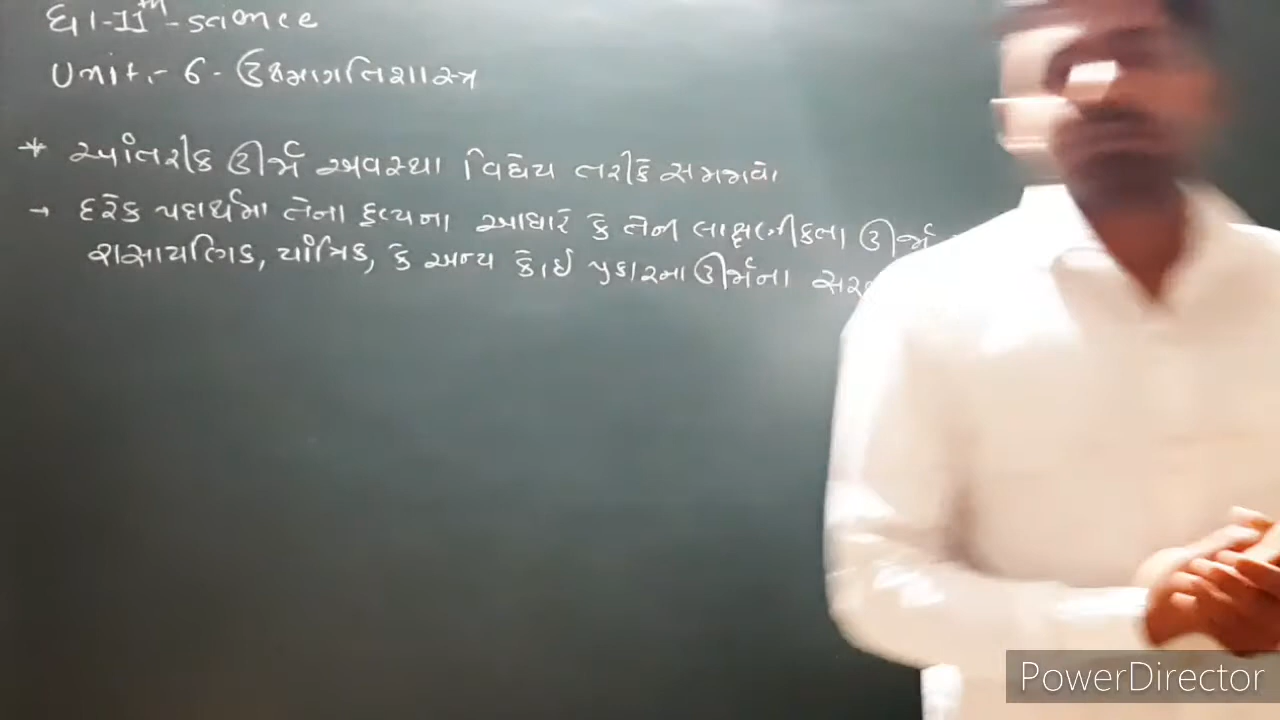 ધો-11th-science
Unit.- 6 - ઉષ્માગતિશાસ્ત્ર
* આંતરીક ઊર્જા અવસ્થા વિધેય તરીકે સમજાવો
→ દરેક પદાર્થમા તેના દ્રવ્યના આધારે કે તેની લાક્ષણીકતા ઊર્જા
રાસાયણિક, યાંત્રિક, કે અન્ય કોઈ પ્રકારના ઊર્જાના
PowerDirector